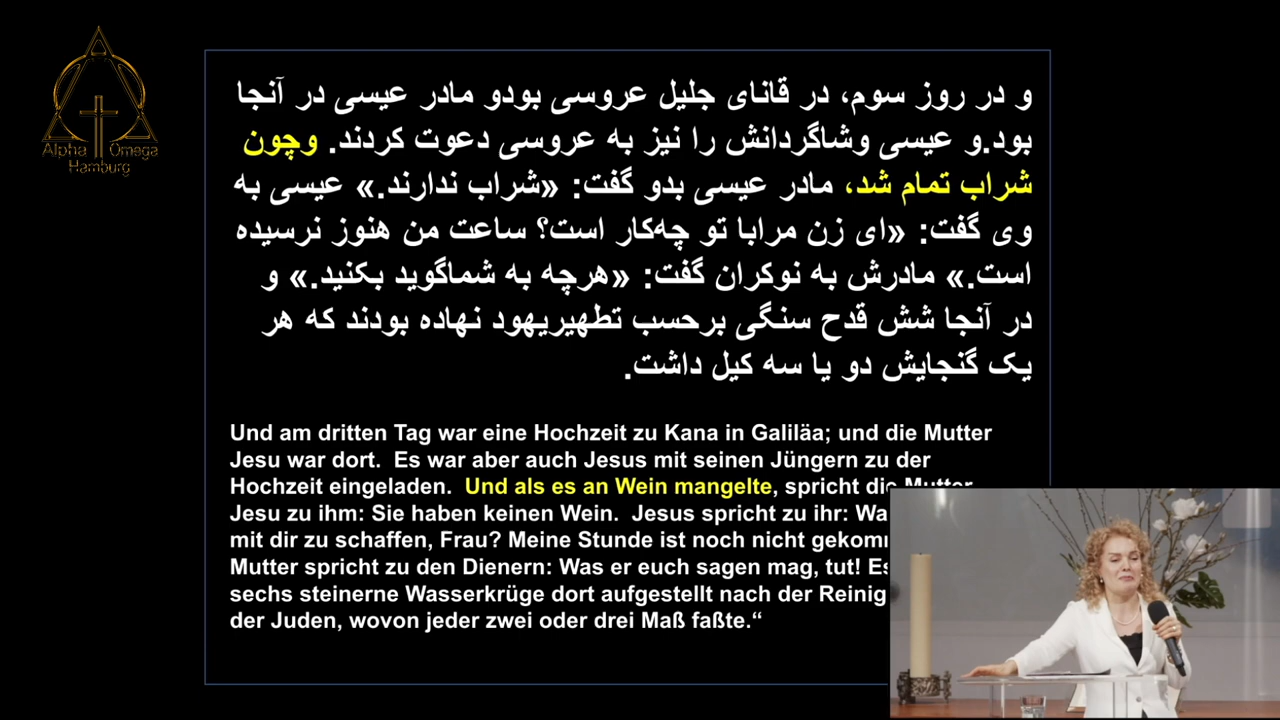 Alpha Omega
Hamburg
و در روز سوم، در قانای جلیل عروسی بودو مادر عیسی در آنجا
بود.و عیسی وشاگردانش را نیز به عروسی دعوت کردند. وچون
شراب تمام شد، مادر عیسی بدو گفت: «شراب ندارند.» عیسی به
وی گفت: «ای زن مرابا تو چه‌کار است؟ ساعت من هنوز نرسیده
است.» مادرش به نوکران گفت: «هرچه به شماگوید بکنید.» و
در آنجا شش قدح سنگی برحسب تطهیریهود نهاده بودند که هر
یک گنجایش دو یا سه کیل داشت.
Und am dritten Tag war eine Hochzeit zu Kana in Galiläa; und die Mutter
Jesu war dort. Es war aber auch Jesus mit seinen Jüngern zu der
Hochzeit eingeladen. Und als es an Wein mangelte, spricht die Mutter
Jesu zu ihm: Sie haben keinen Wein. Jesus spricht zu ihr:
mit dir zu schaffen, Frau? Meine Stunde ist noch nicht
Mutter spricht zu den Dienern: Was er euch sagen mag, tut!
sechs steinerne Wasserkrüge dort aufgestellt nach der
der Juden, wovon jeder zwei oder drei Maß faßte.“